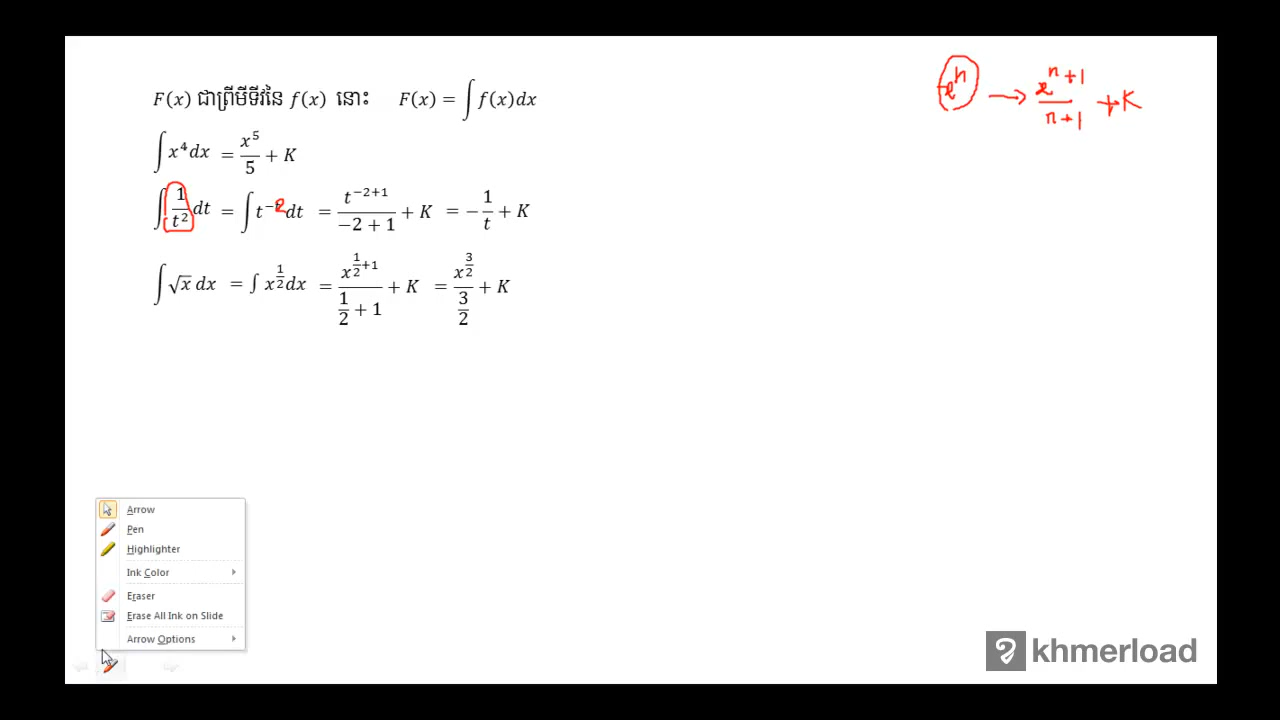 F(x) ជាព្រីមីទីវនៃ f(x) នោះ F(x) = ∫ f(x)dx
xⁿ → xⁿ⁺¹/n+1 + K
∫ x⁴dx = x⁵/5 + K
∫ 1/t² dt = ∫ t⁻²dt = t⁻²⁺¹/−2 + 1 + K = −1/t + K
∫ √x dx = ∫ x^(1/2) dx = x^(1/2+1)/(1/2 + 1) + K = x^(3/2)/(3/2) + K
Arrow
Pen
Highlighter
Ink Color
Eraser
Erase All Ink on Slide
Arrow Options
khmerload